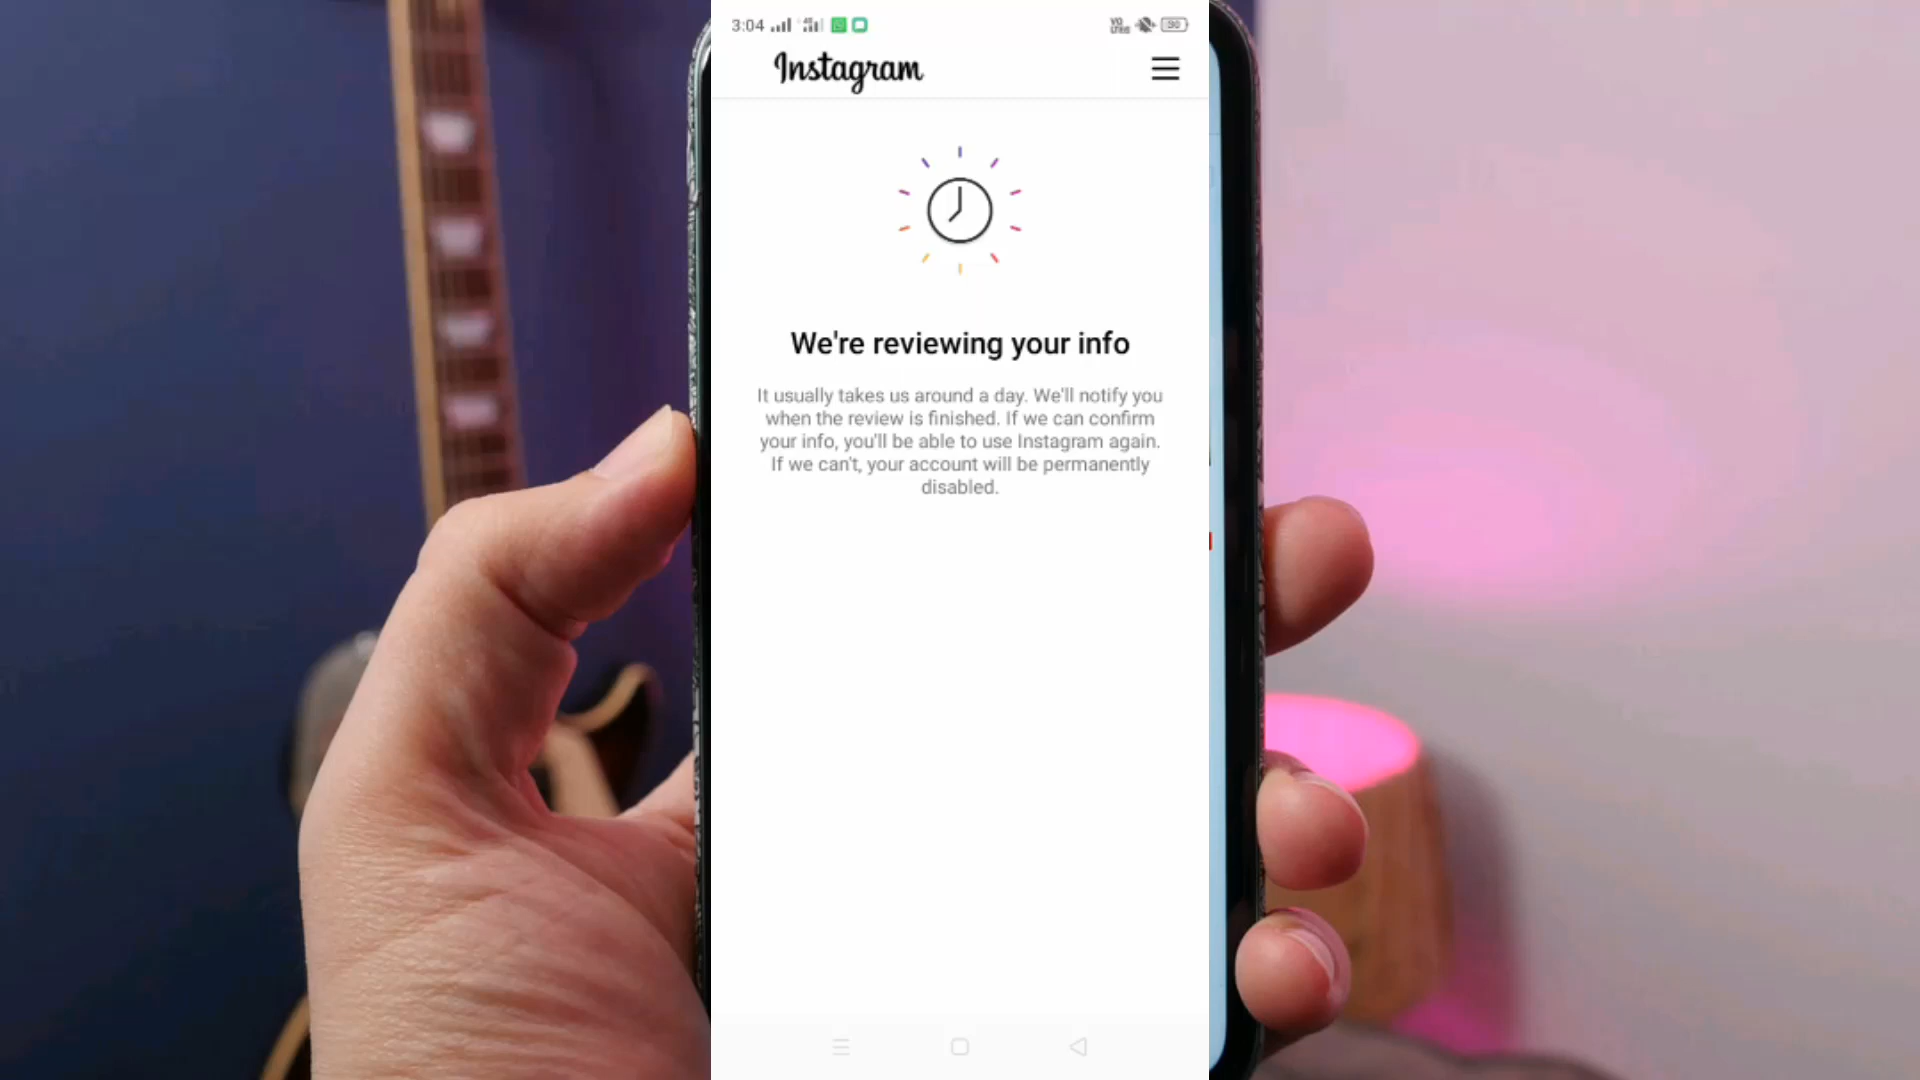 3:04
Instagram
We're reviewing your info
It usually takes us around a day. We'll notify you
when the review is finished. If we can confirm
your info, you'll be able to use Instagram again.
If we can't, your account will be permanently
disabled.